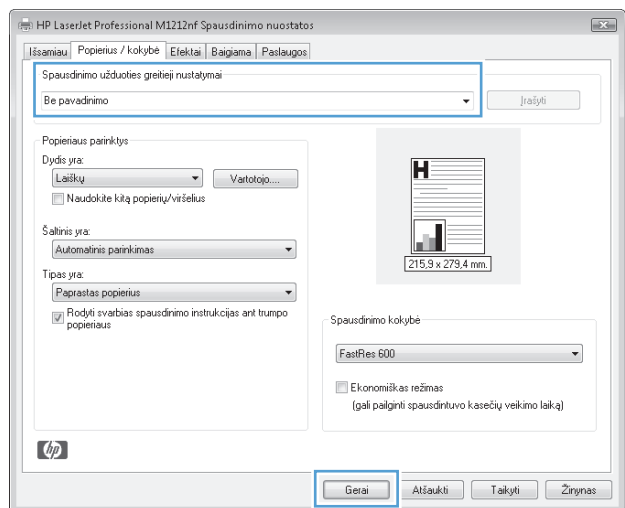 HP LaserJet Professional M1212nf Spausdinimo nuostatos
Išsamiau Popierius / kokybė Efektai Baigiama Paslaugos
Spausdinimo užduoties greitieji nustatymai
Be pavadinimo
Įrašyti
Popieriaus parinktys
Dydis yra:
Laiškų
Vartotojo....
Naudokite kitą popierių/viršelius
Šaltinis yra:
Automatinis parinkimas
Tipas yra:
Paprastas popierius
Rodyti svarbias spausdinimo instrukcijas ant trumpo
popieriaus
H
215,9 x 279,4 mm.
Spausdinimo kokybė
FastRes 600
Ekonomiškas režimas
(gali pailginti spausdintuvo kasečių veikimo laiką)
hp
Gerai Atšaukti Taikyti Žinynas